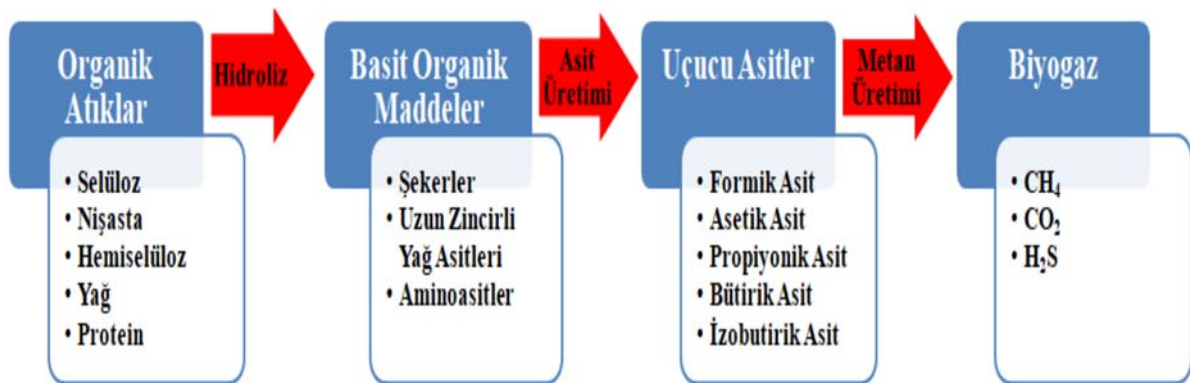 Organik
Atıklar
• Selüloz
• Nişasta
• Hemiselüloz
• Yağ
• Protein
Hidroliz
Basit Organik
Maddeler
• Şekerler
• Uzun Zincirli
Yağ Asitleri
• Aminoasitler
Asit
Üretimi
Uçucu Asitler
• Formik Asit
• Asetik Asit
• Propiyonik Asit
• Bütirik Asit
• İzobutirik Asit
Metan
Üretimi
Biyogaz
• CH₄
• CO₂
• H₂S